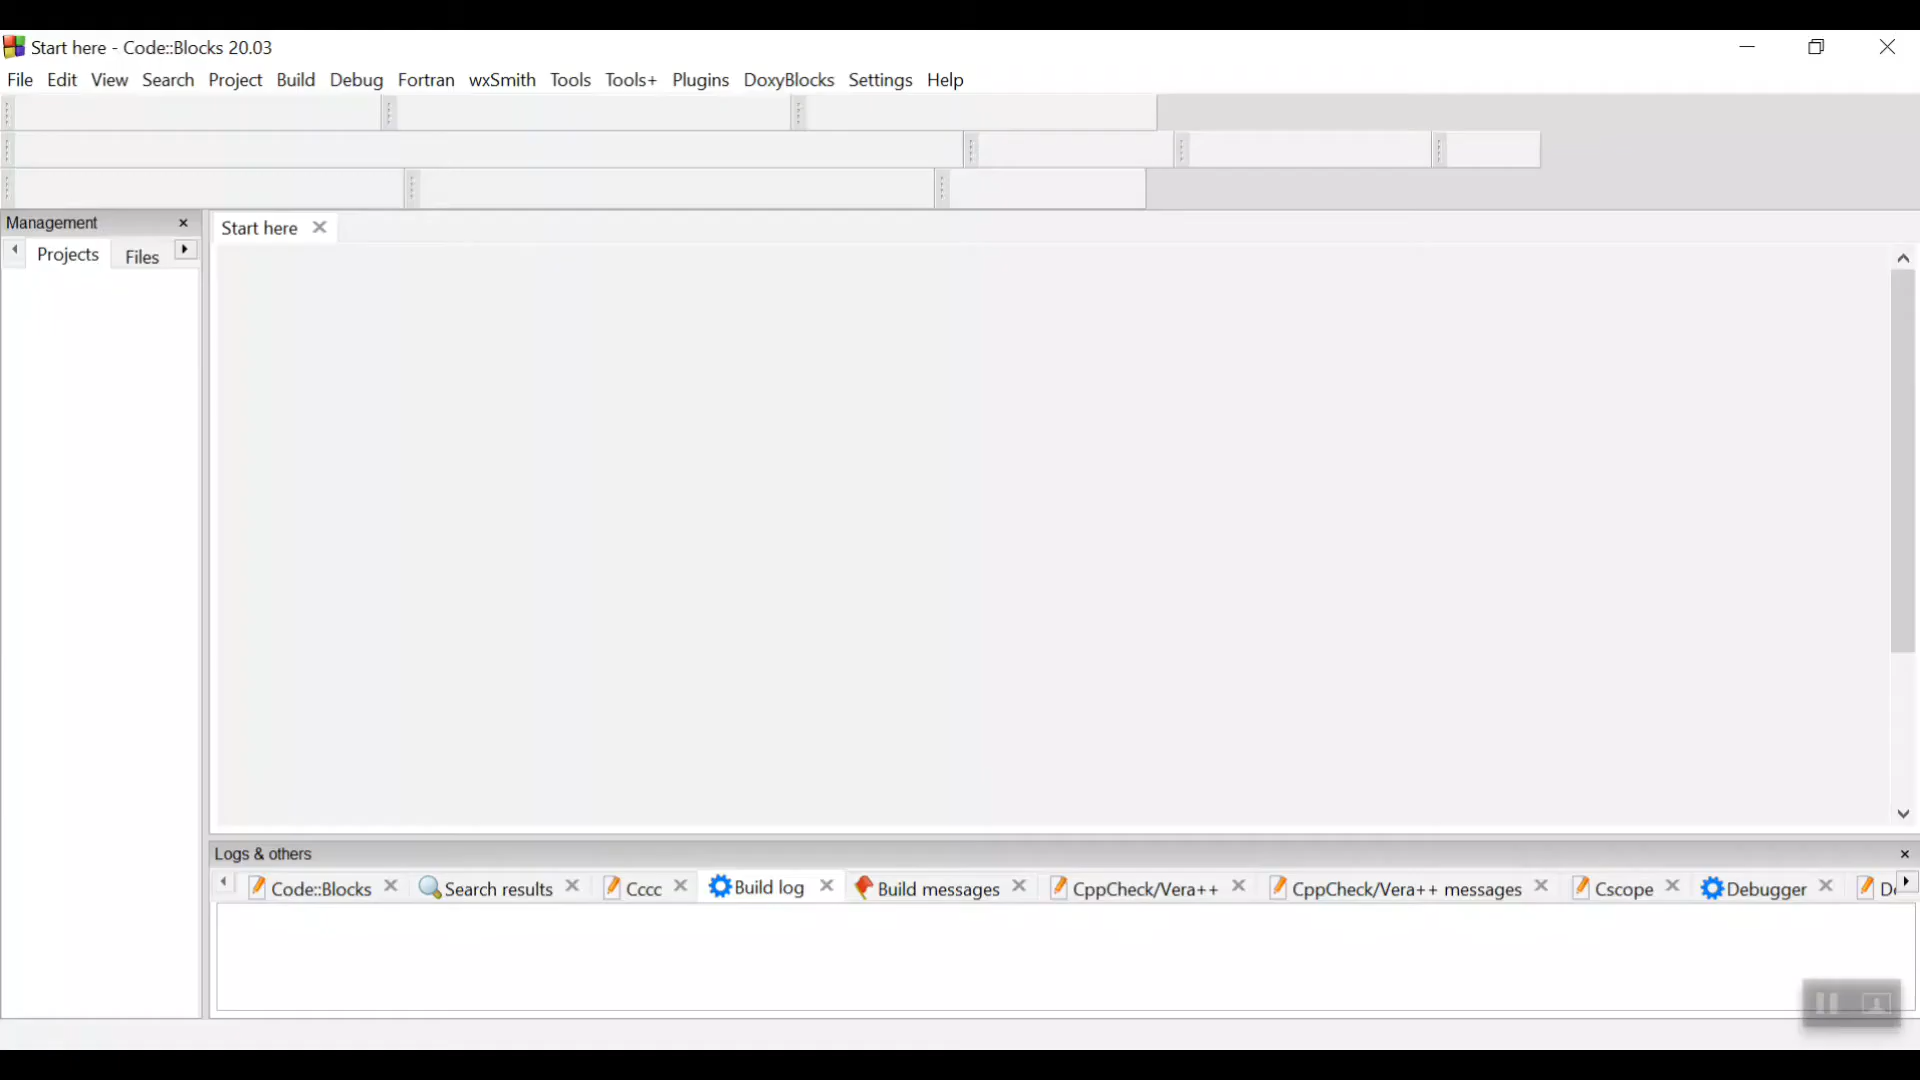 Start here - Code::Blocks 20.03
File Edit View Search Project Build Debug Fortran wxSmith Tools Tools+ Plugins DoxyBlocks Settings Help
Management
Projects Files
Start here
Logs & others
Code::Blocks Search results Cccc Build log Build messages CppCheck/Vera++ CppCheck/Vera++ messages Cscope Debugger